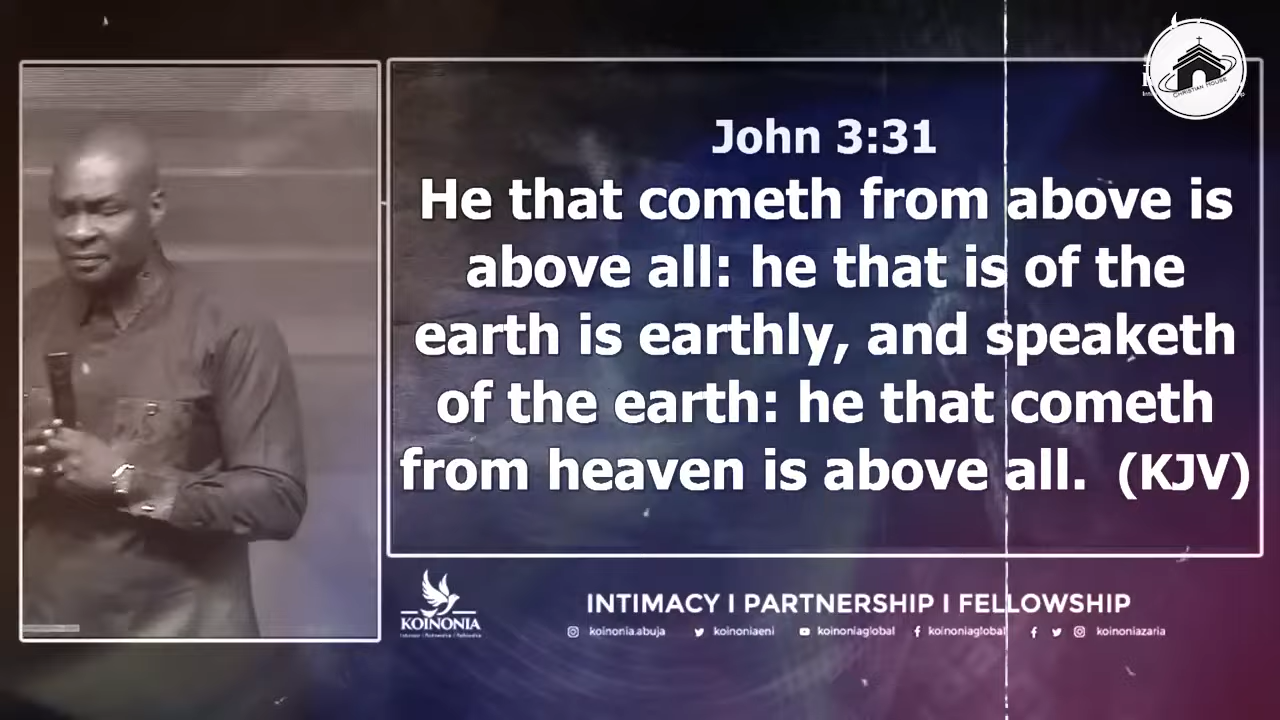 John 3:31
He that cometh from above is
above all: he that is of the
earth is earthly, and speaketh
of the earth: he that cometh
from heaven is above all. (KJV)
CHRISTIAN HOUSE
KOINONIA
INTIMACY I PARTNERSHIP I FELLOWSHIP
koinonia.abuja koinoniaeni koinoniaglobal koinoniaglobal koinoniazaria